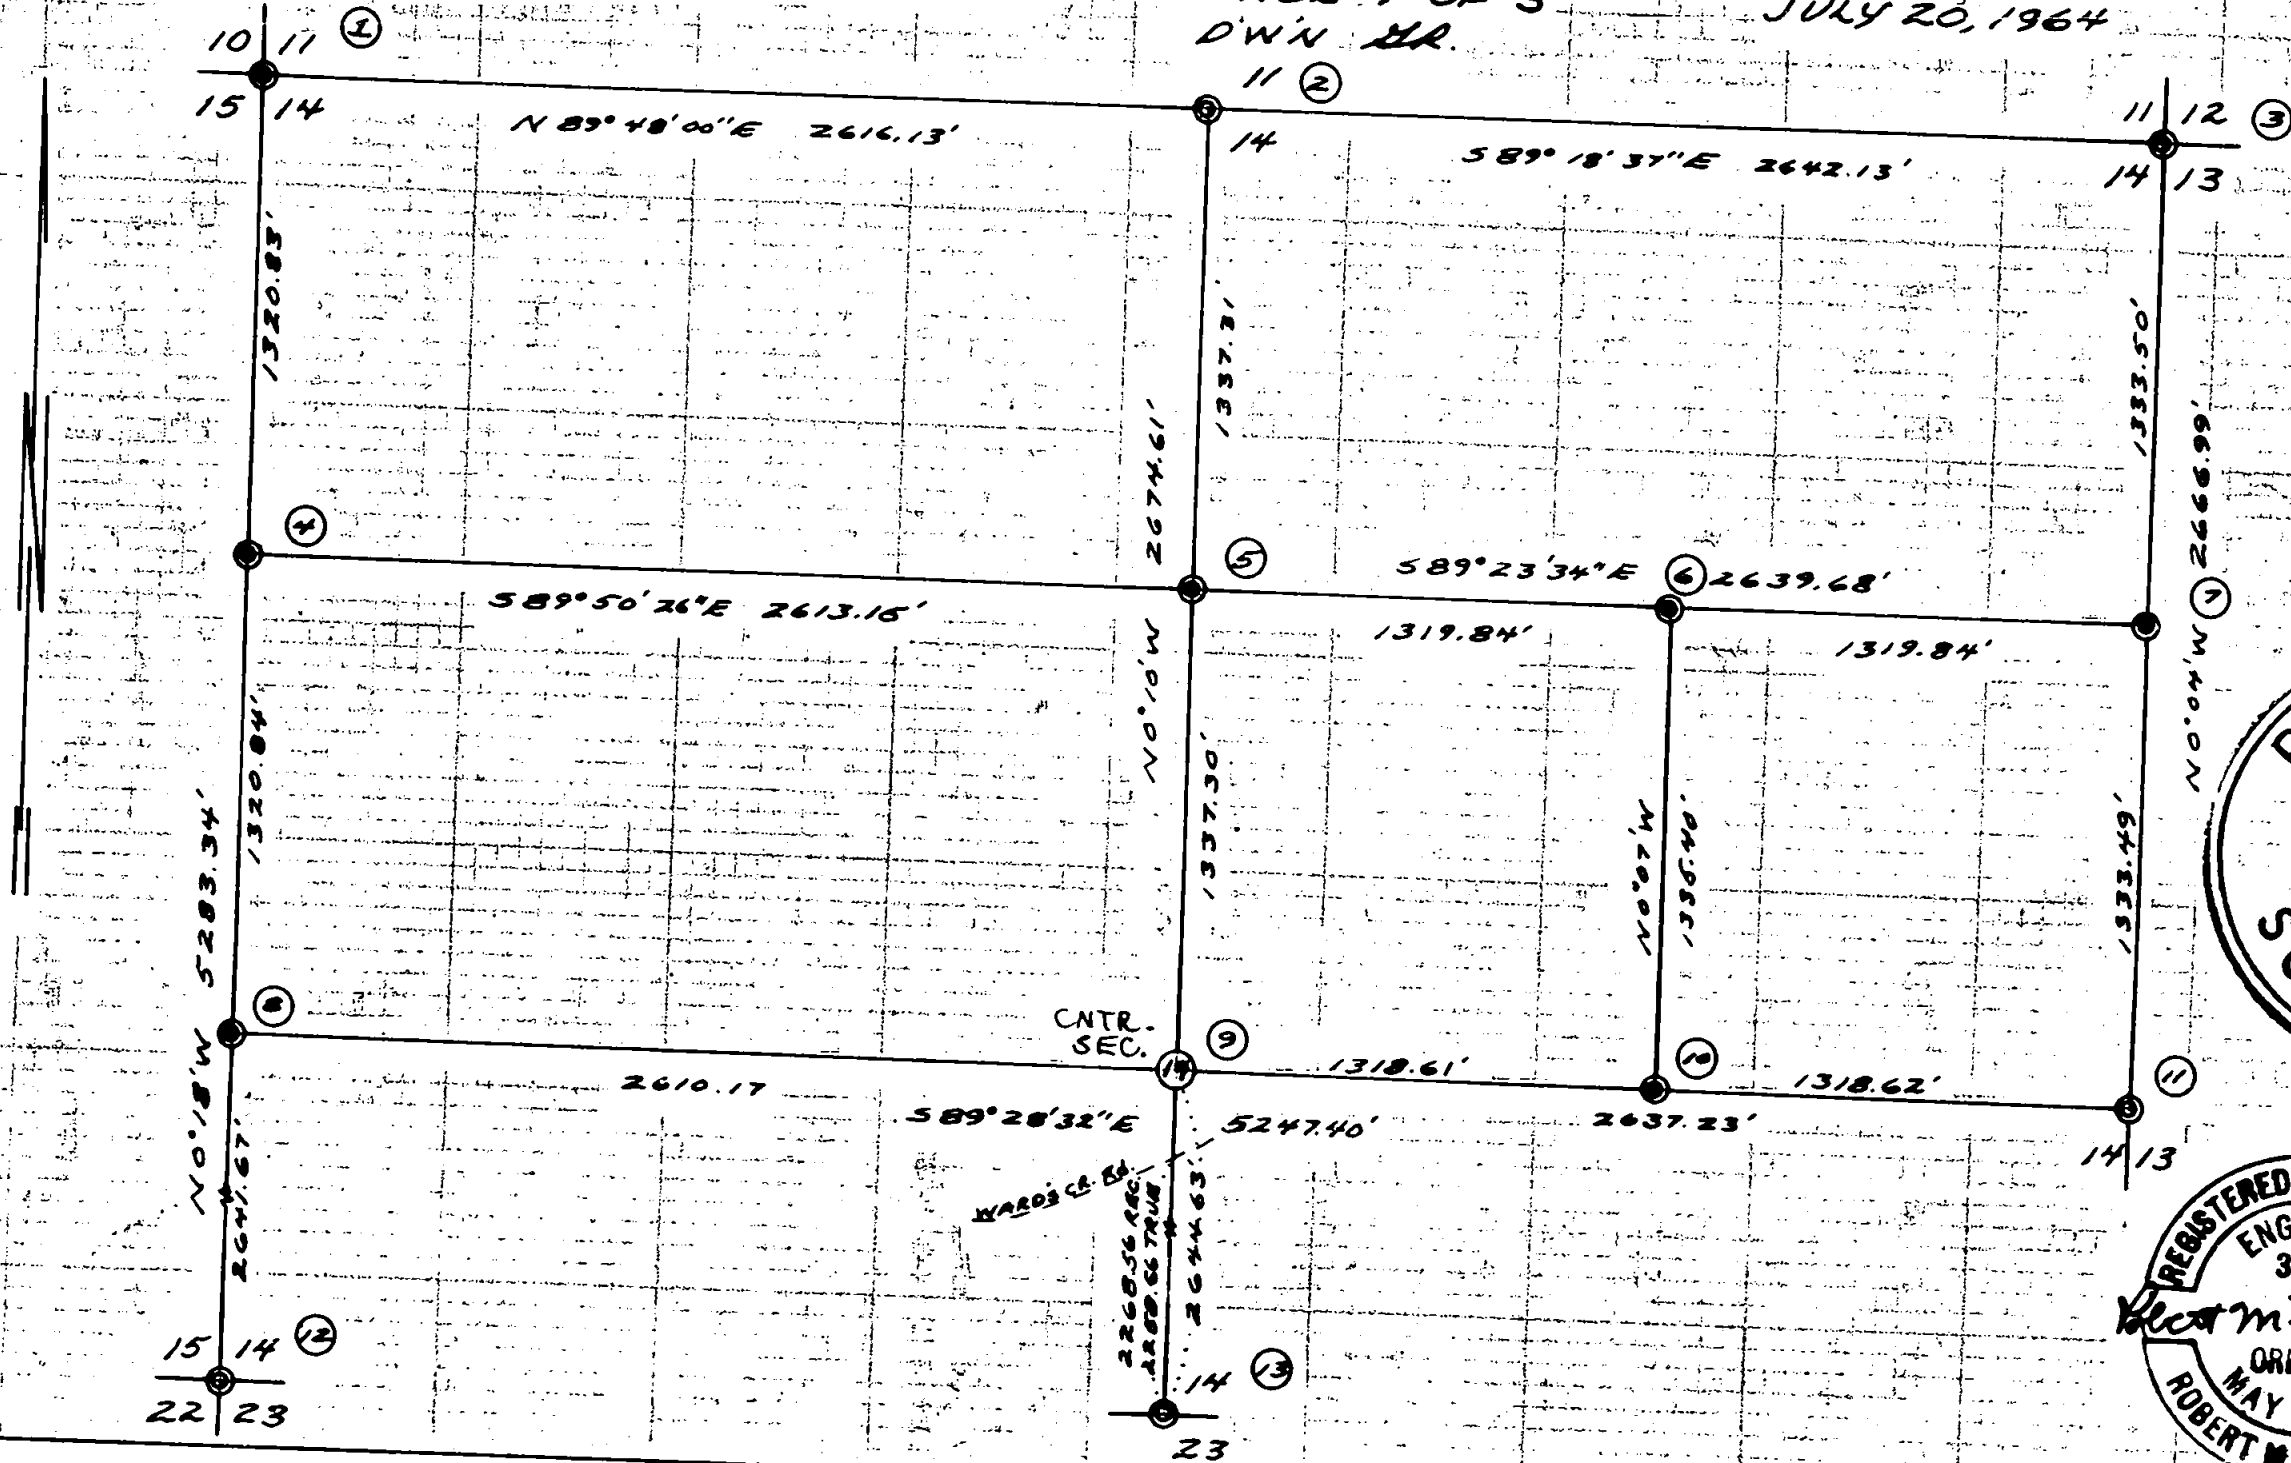 D'W'N GR.
JULY 20, 1964
10 11 ①
15 14
11 ②
14
11 12 ③
14 13
N 89° 48' 00" E 2616.13'
S 89° 18' 37" E 2642.13'
1320.83'
1337.31'
1333.50'
2674.61'
N 0° 10' W
2666.99'
N 0° 04' W
④
⑤
⑥
⑦
S 89° 50' 26" E 2613.15'
S 89° 23' 34" E 2639.68'
1319.84'
1319.84'
1320.84'
1337.30'
N 0° 07' W
1335.40'
1333.49'
5283.34'
N 0° 18' W
N
⑧
CNTR.
SEC.
⑨
14
⑩
⑪
2610.17
1318.61'
1318.62'
S 89° 28' 32" E 5247.40'
2637.23'
14 13
WARD'S CR. Rd.
2641.67'
2268.56 REC.
TRUE
2644.63'
15 14 ⑫
22 23
14 ⑬
23
REGISTERED
ENG
3
OR
MAY
ROBERT M